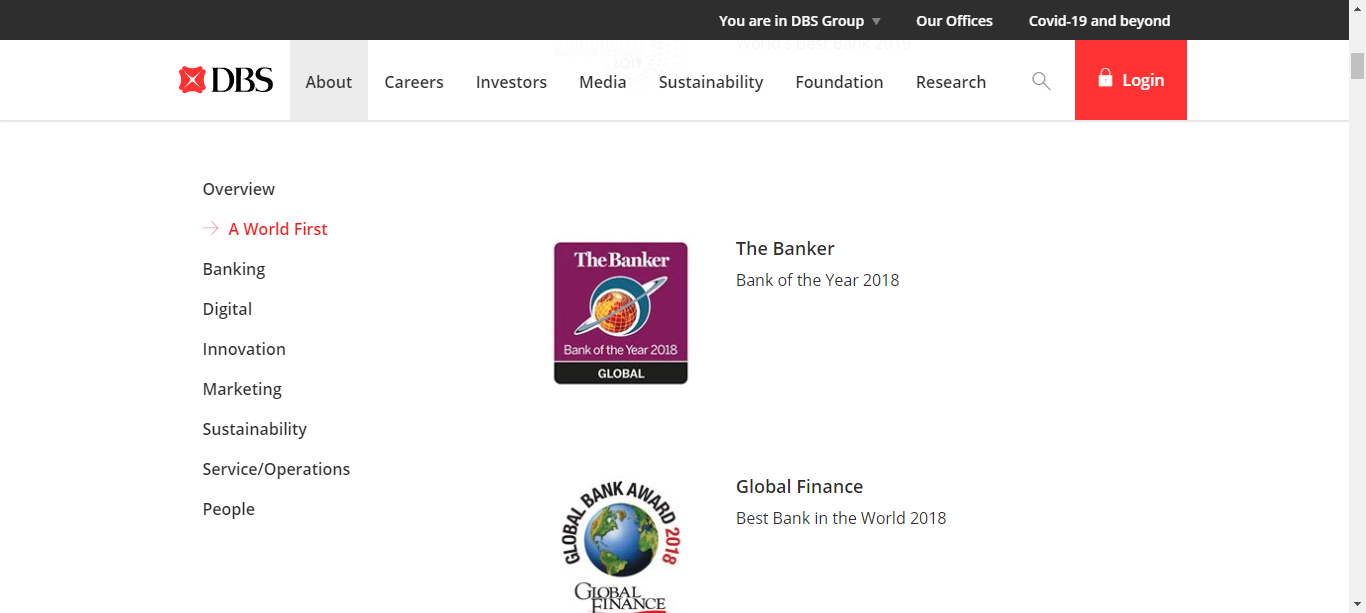 You are in DBS Group
Our Offices
Covid-19 and beyond
World's Best Bank 2019
2019
DBS
About
Careers
Investors
Media
Sustainability
Foundation
Research
Login
Overview
A World First
Banking
Digital
Innovation
Marketing
Sustainability
Service/Operations
People
The Banker
Bank of the Year 2018
GLOBAL
The Banker
Bank of the Year 2018
GLOBAL BANK AWARD 2018
GLOBAL
FINANCE
Global Finance
Best Bank in the World 2018